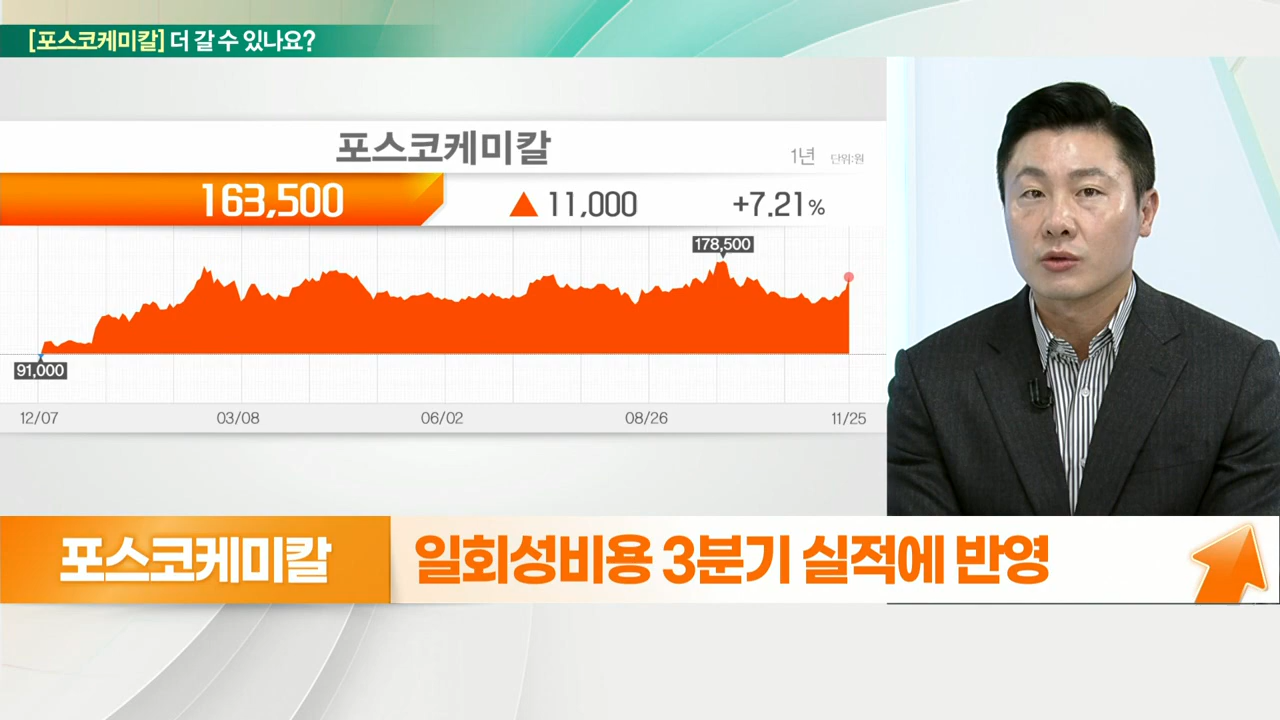 [포스코케미칼] 더 갈 수 있나요?
포스코케미칼
1년 단위:원
163,500 ▲ 11,000 +7.21%
178,500
91,000
12/07 03/08 06/02 08/26 11/25
포스코케미칼 일회성비용 3분기 실적에 반영